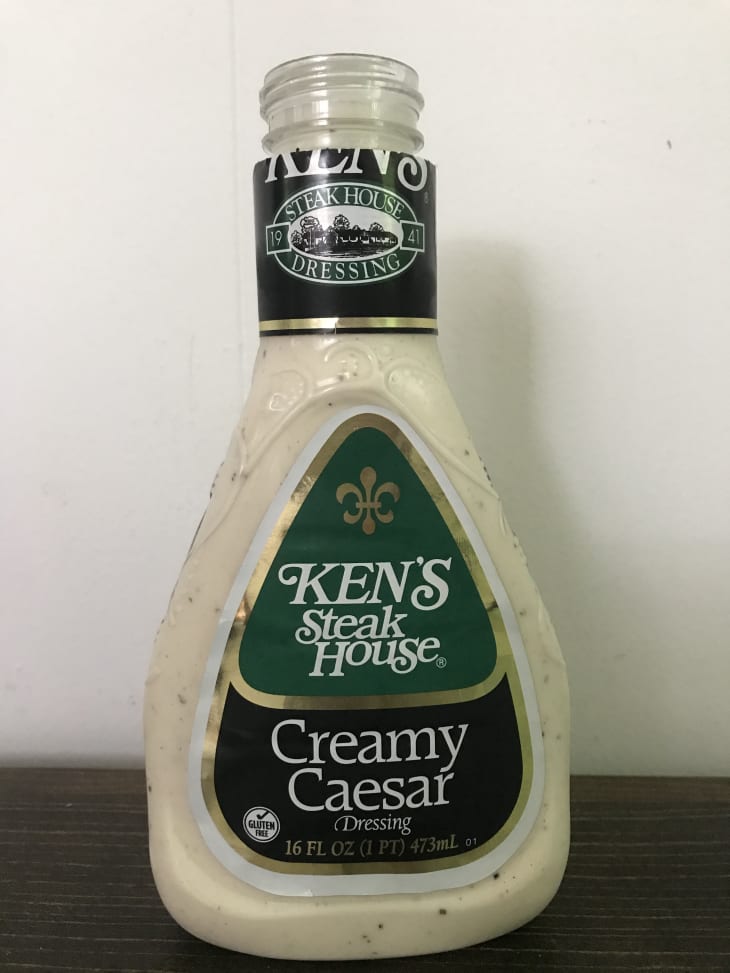 KEN'S
®
STEAK HOUSE
19 41
DRESSING
KEN'S
Steak
House®
Creamy
Caesar
Dressing
GLUTEN
FREE
16 FL OZ (1 PT) 473mL 01